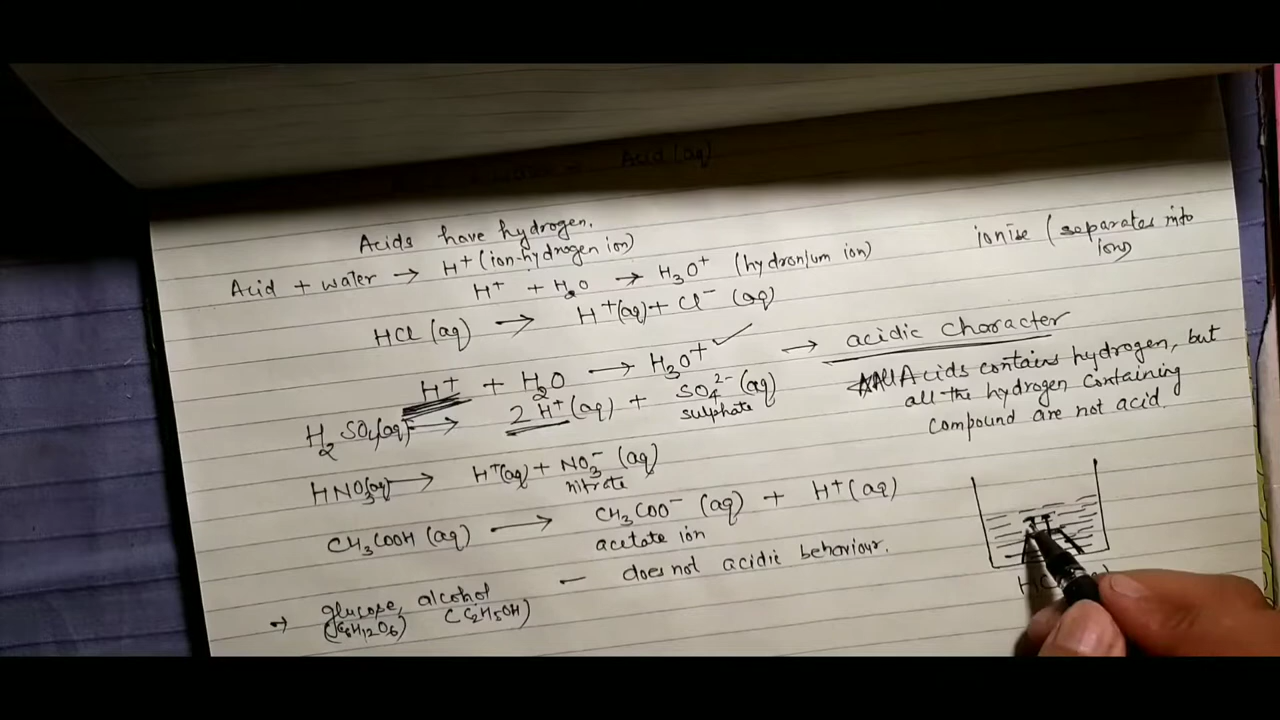 Acid (aq)
Acids have hydrogen.
Acid + water → H⁺ (ion-hydrogen ion)
ionise (separates into ions)
H⁺ + H₂O → H₃O⁺ (hydronium ion)
HCl (aq) → H⁺(aq) + Cl⁻ (aq)
H⁺ + H₂O → H₃O⁺ ✓ → acidic character
H₂SO₄(aq) → 2H⁺(aq) + SO₄²⁻ (aq)
sulphate
All Acids contains hydrogen, but
all the hydrogen containing
compound are not acid.
HNO₃(aq) → H⁺(aq) + NO₃⁻ (aq)
nitrate
CH₃COOH (aq) → CH₃COO⁻ (aq) + H⁺(aq)
acetate ion
→ glucose, alcohol — does not acidic behaviour.
(C₆H₁₂O₆) (C₂H₅OH)